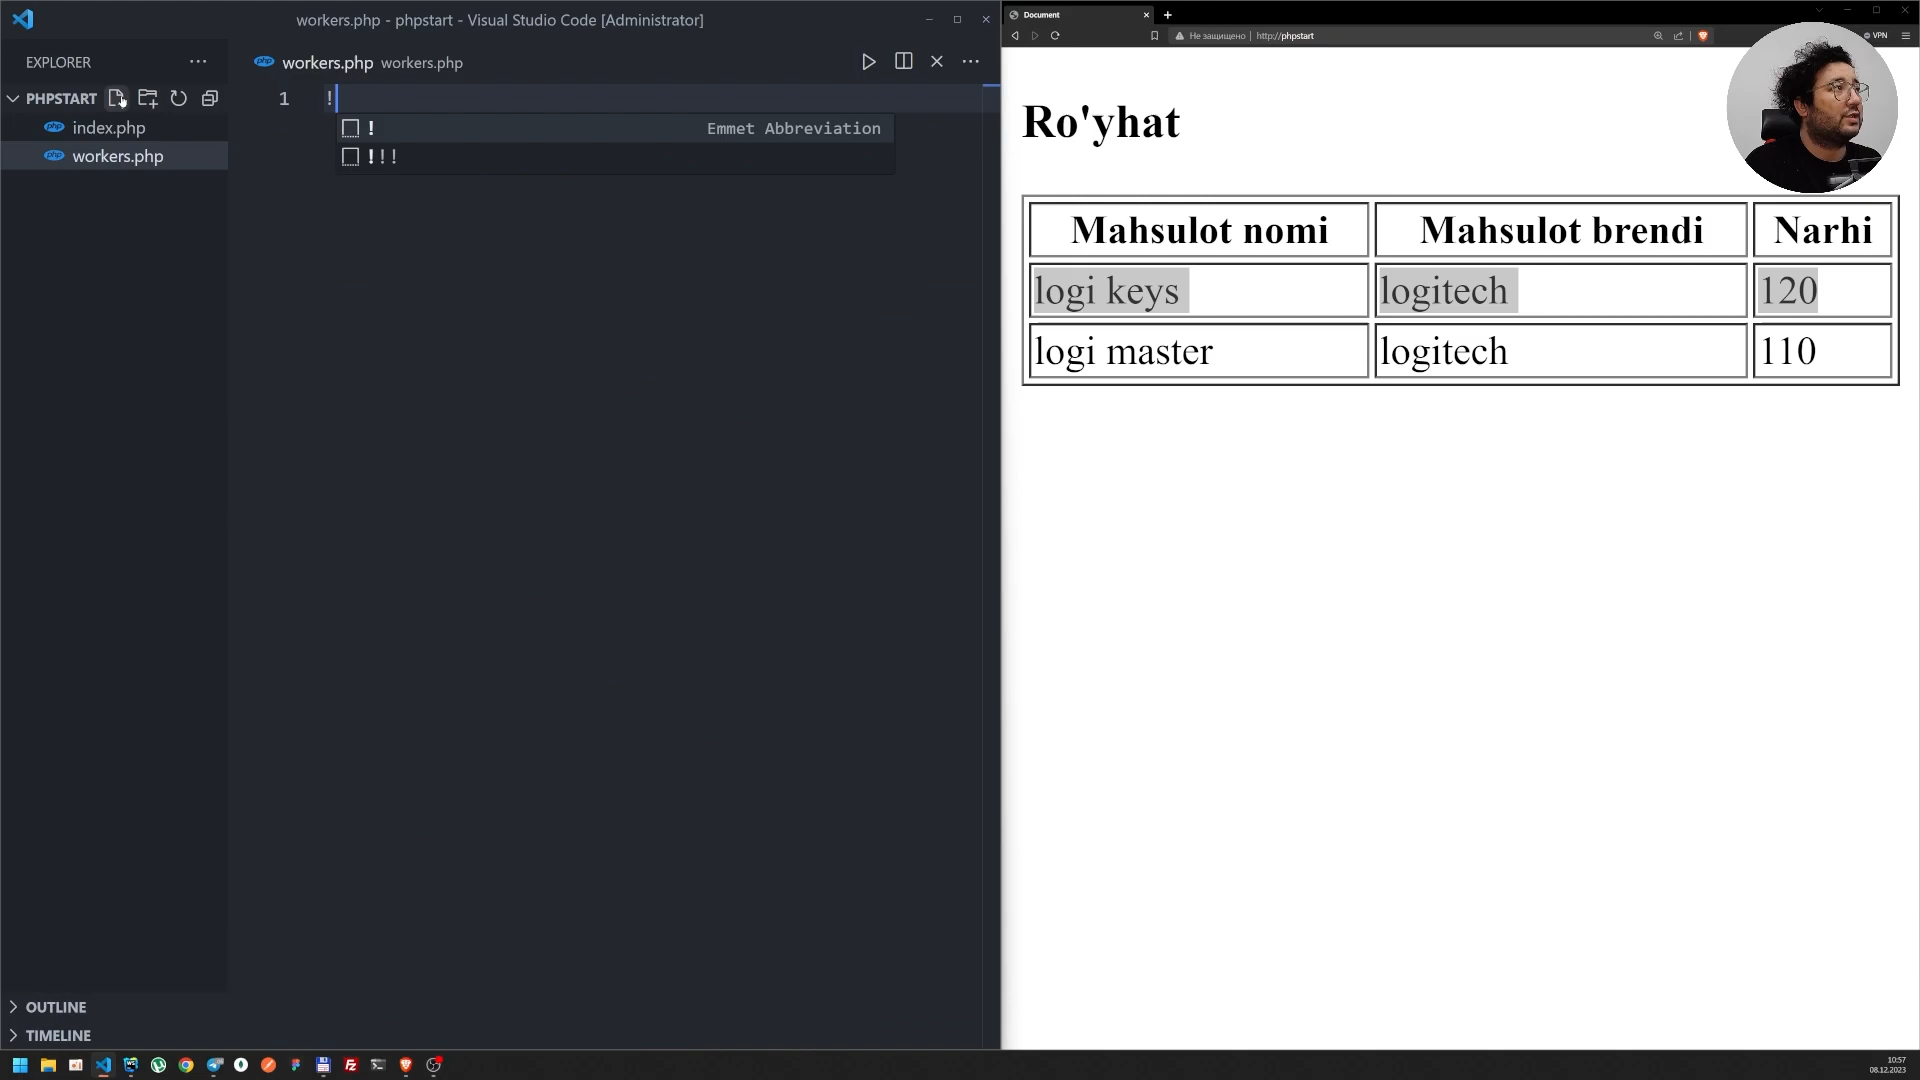 workers.php - phpstart - Visual Studio Code [Administrator]
EXPLORER
PHPSTART
index.php
workers.php
OUTLINE
TIMELINE
workers.php workers.php
1 !
! Emmet Abbreviation
!!!
Document
Не защищено | http://phpstart
VPN
Ro'yhat
Mahsulot nomi Mahsulot brendi Narhi
logi keys logitech 120
logi master logitech 110
10:57
08.12.2023